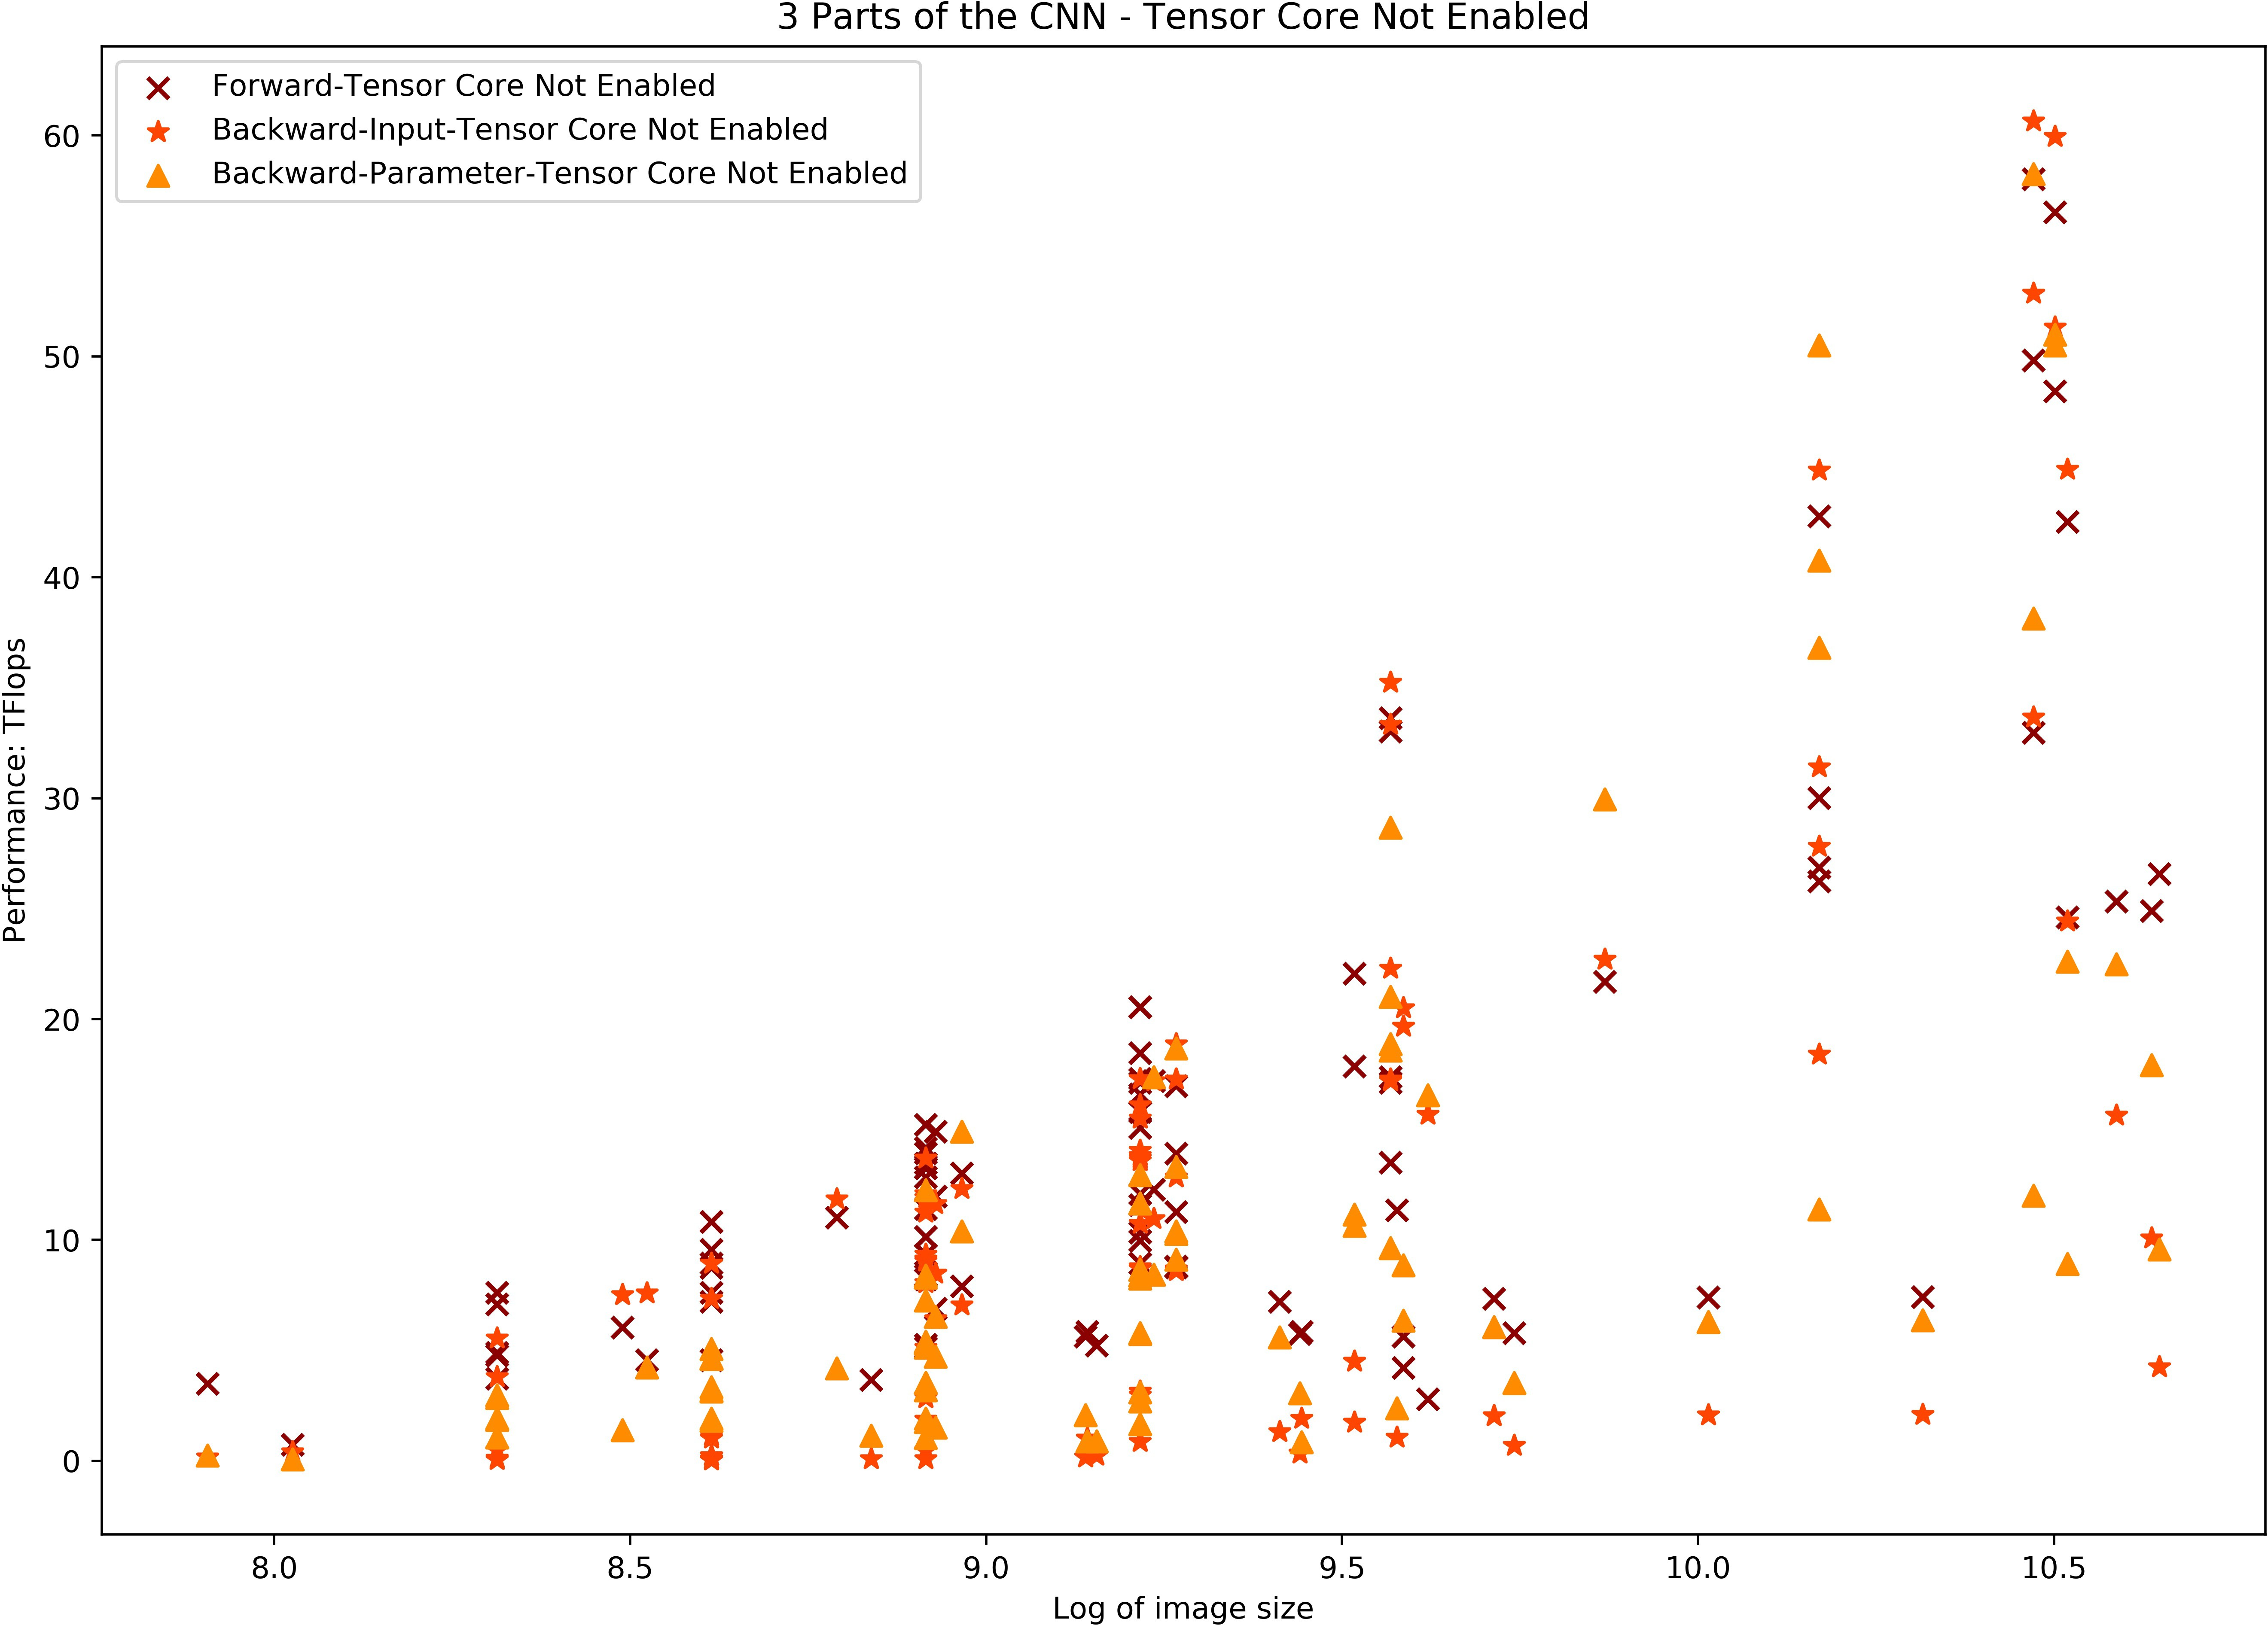 3 Parts of the CNN - Tensor Core Not Enabled
Forward-Tensor Core Not Enabled
Backward-Input-Tensor Core Not Enabled
Backward-Parameter-Tensor Core Not Enabled
Performance: TFlops
60
50
40
30
20
10
0
8.0 8.5 9.0 9.5 10.0 10.5
Log of image size